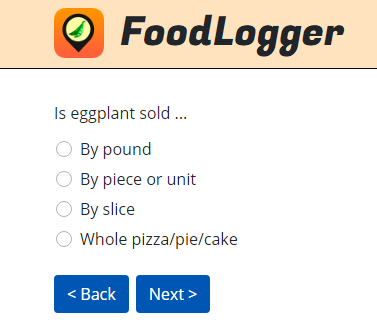 FoodLogger
Is eggplant sold ...
By pound
By piece or unit
By slice
Whole pizza/pie/cake
< Back Next >